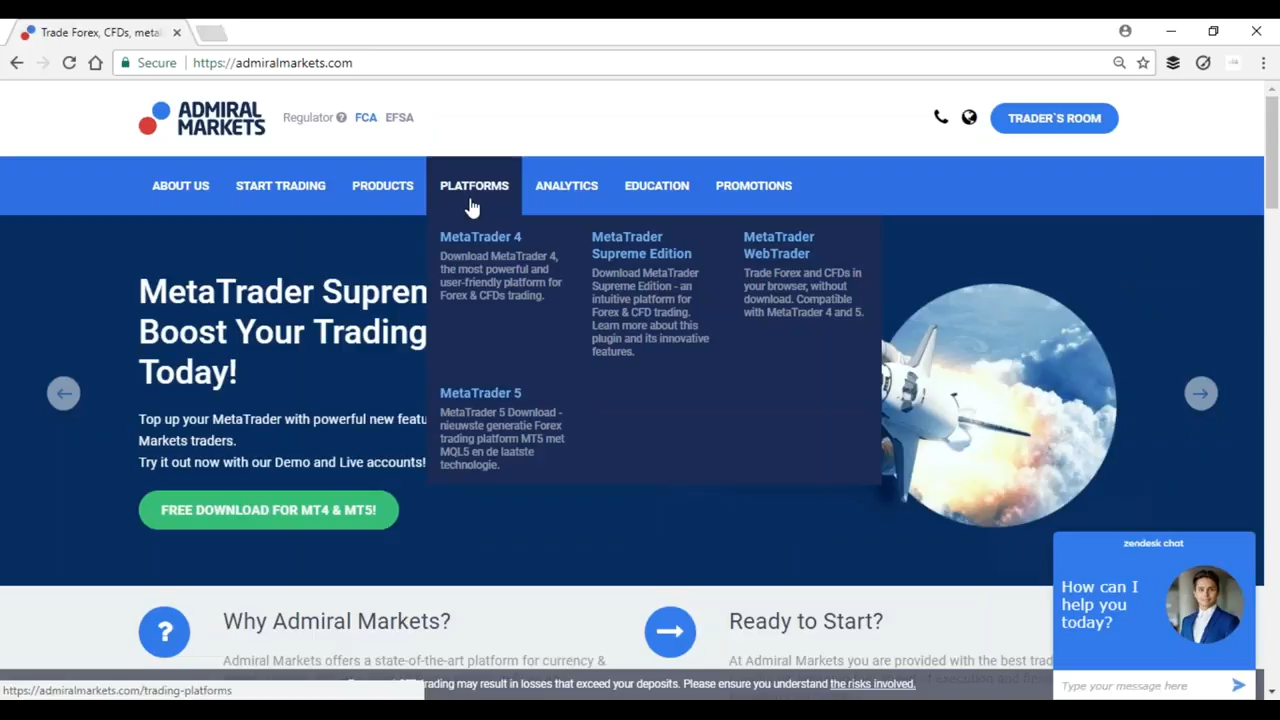 Trade Forex, CFDs, meta
Secure
https://admiralmarkets.com
ADMIRAL
MARKETS
Regulator
?
FCA
EFSA
TRADER`S ROOM
ABOUT US
START TRADING
PRODUCTS
PLATFORMS
ANALYTICS
EDUCATION
PROMOTIONS
MetaTrader 4
Download MetaTrader 4,
the most powerful and
user-friendly platform for
Forex & CFDs trading.
MetaTrader
Supreme Edition
Download MetaTrader
Supreme Edition - an
intuitive platform for
Forex & CFD trading.
Learn more about this
plugin and its innovative
features.
MetaTrader
WebTrader
Trade Forex and CFDs in
your browser, without
download. Compatible
with MetaTrader 4 and 5.
MetaTrader 5
MetaTrader 5 Download -
nieuwste generatie Forex
trading platform MT5 met
MQL5 en de laatste
technologie.
MetaTrader Suprem
Boost Your Trading
Today!
Top up your MetaTrader with powerful new featu
Markets traders.
Try it out now with our Demo and Live accounts!
FREE DOWNLOAD FOR MT4 & MT5!
zendesk chat
How can I
help you
today?
Type your message here
?
Why Admiral Markets?
Admiral Markets offers a state-of-the-art platform for currency &
Ready to Start?
At Admiral Markets you are provided with the best trad
https://admiralmarkets.com/trading-platforms
trading may result in losses that exceed your deposits. Please ensure you understand the risks involved.